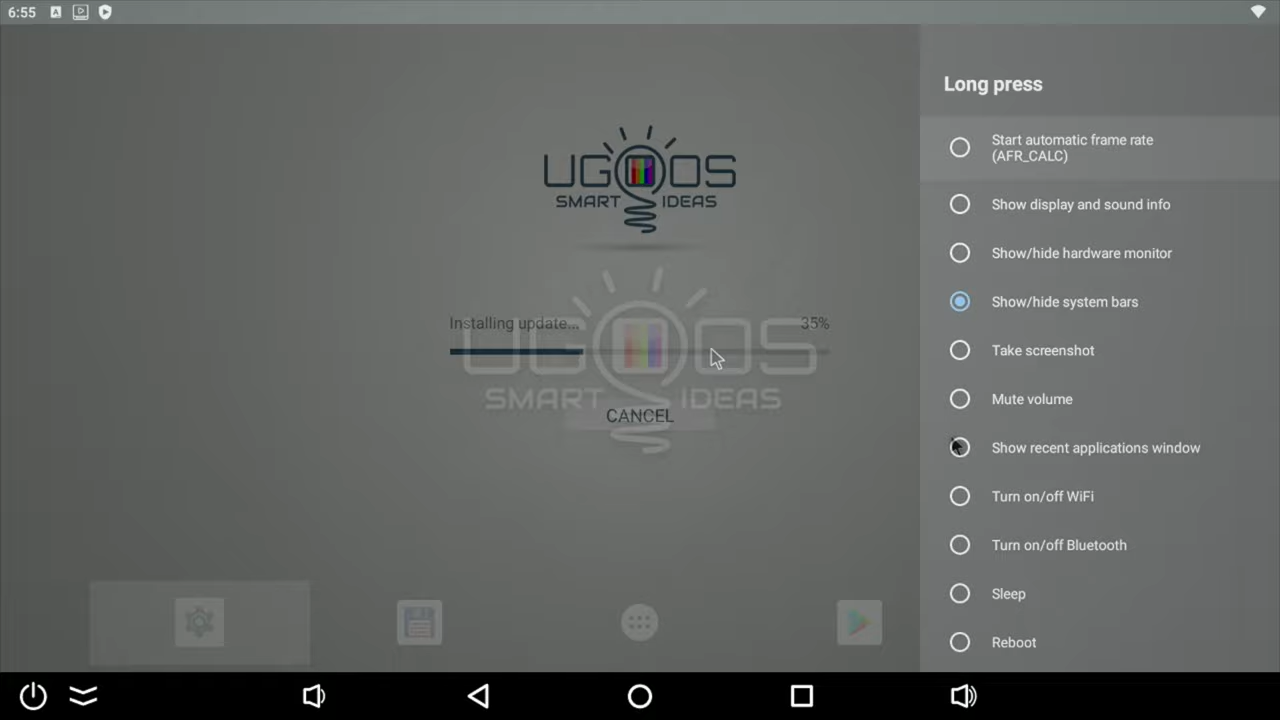 6:55
Long press
Start automatic frame rate
(AFR_CALC)
Show display and sound info
Show/hide hardware monitor
Show/hide system bars
Take screenshot
Mute volume
Show recent applications window
Turn on/off WiFi
Turn on/off Bluetooth
Sleep
Reboot
UGOOS
SMART IDEAS
Installing update...
35%
UGOOS
SMART IDEAS
CANCEL